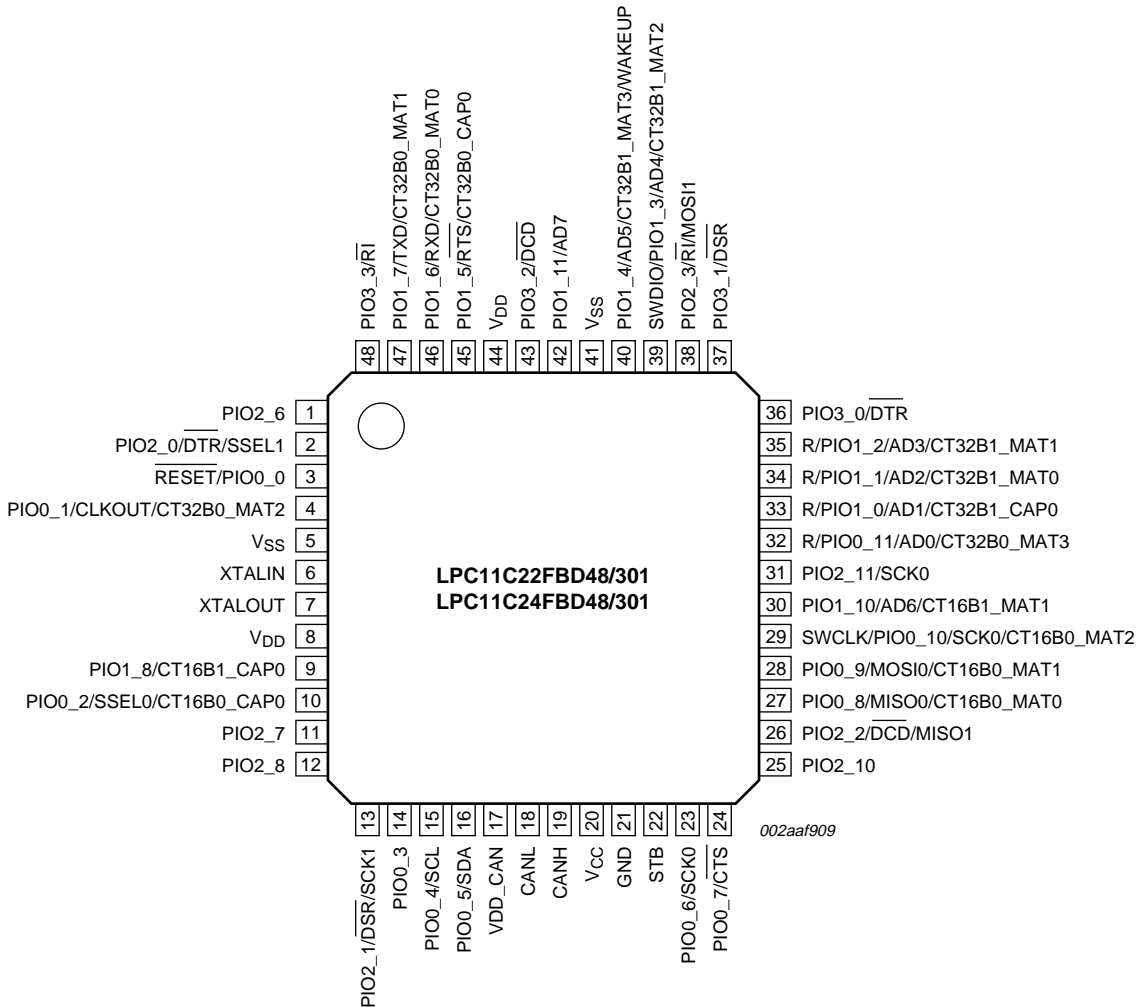 PIO3_3/RI
PIO1_7/TXD/CT32B0_MAT1
PIO1_6/RXD/CT32B0_MAT0
PIO1_5/RTS/CT32B0_CAP0
VDD
PIO3_2/DCD
PIO1_11/AD7
VSS
PIO1_4/AD5/CT32B1_MAT3/WAKEUP
SWDIO/PIO1_3/AD4/CT32B1_MAT2
PIO2_3/RI/MOSI1
PIO3_1/DSR
48 47 46 45 44 43 42 41 40 39 38 37
PIO2_6 1
PIO2_0/DTR/SSEL1 2
RESET/PIO0_0 3
PIO0_1/CLKOUT/CT32B0_MAT2 4
VSS 5
XTALIN 6
XTALOUT 7
VDD 8
PIO1_8/CT16B1_CAP0 9
PIO0_2/SSEL0/CT16B0_CAP0 10
PIO2_7 11
PIO2_8 12
LPC11C22FBD48/301
LPC11C24FBD48/301
36 PIO3_0/DTR
35 R/PIO1_2/AD3/CT32B1_MAT1
34 R/PIO1_1/AD2/CT32B1_MAT0
33 R/PIO1_0/AD1/CT32B1_CAP0
32 R/PIO0_11/AD0/CT32B0_MAT3
31 PIO2_11/SCK0
30 PIO1_10/AD6/CT16B1_MAT1
29 SWCLK/PIO0_10/SCK0/CT16B0_MAT2
28 PIO0_9/MOSI0/CT16B0_MAT1
27 PIO0_8/MISO0/CT16B0_MAT0
26 PIO2_2/DCD/MISO1
25 PIO2_10
13 14 15 16 17 18 19 20 21 22 23 24
PIO2_1/DSR/SCK1
PIO0_3
PIO0_4/SCL
PIO0_5/SDA
VDD_CAN
CANL
CANH
VCC
GND
STB
PIO0_6/SCK0
PIO0_7/CTS
002aaf909